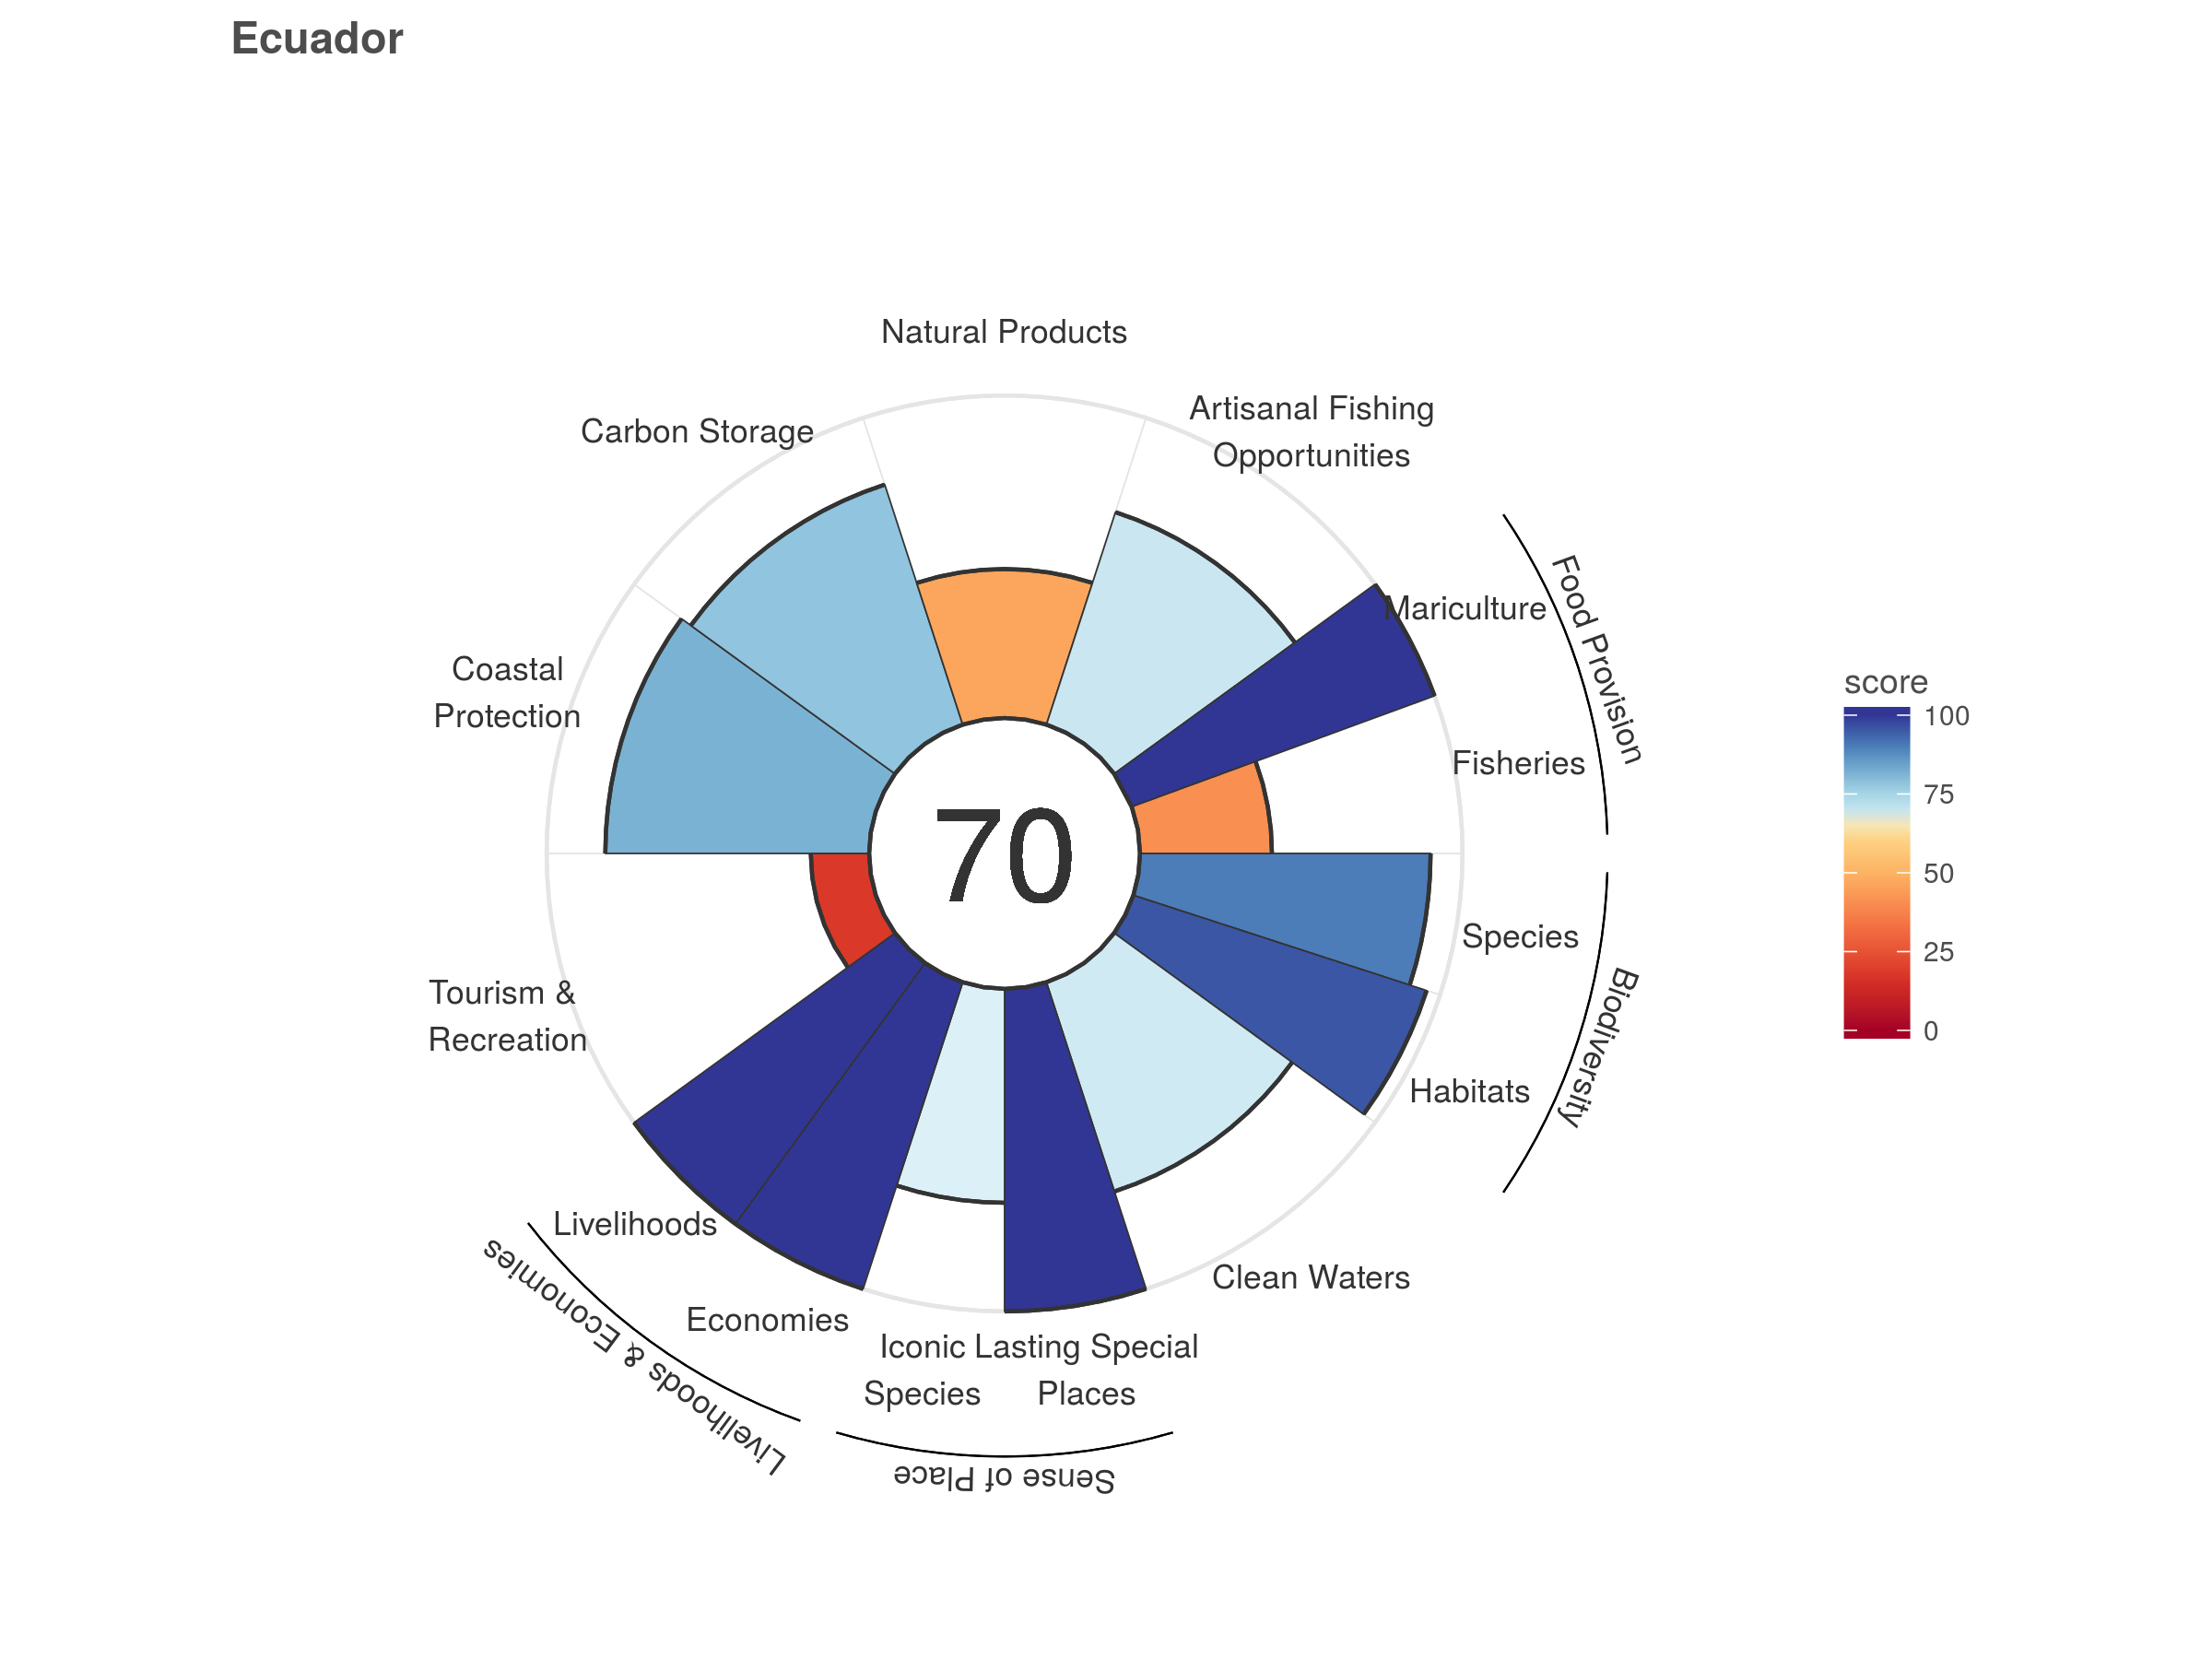 Ecuador
Natural Products
Artisanal Fishing
Opportunities
Carbon Storage
Mariculture
Food Provision
Coastal
Protection
Fisheries
score
100
75
50
25
0
70
Species
Biodiversity
Habitats
Tourism &
Recreation
Livelihoods
Livelihoods & Economies
Economies
Clean Waters
Iconic
Species
Lasting Special
Places
Sense of Place